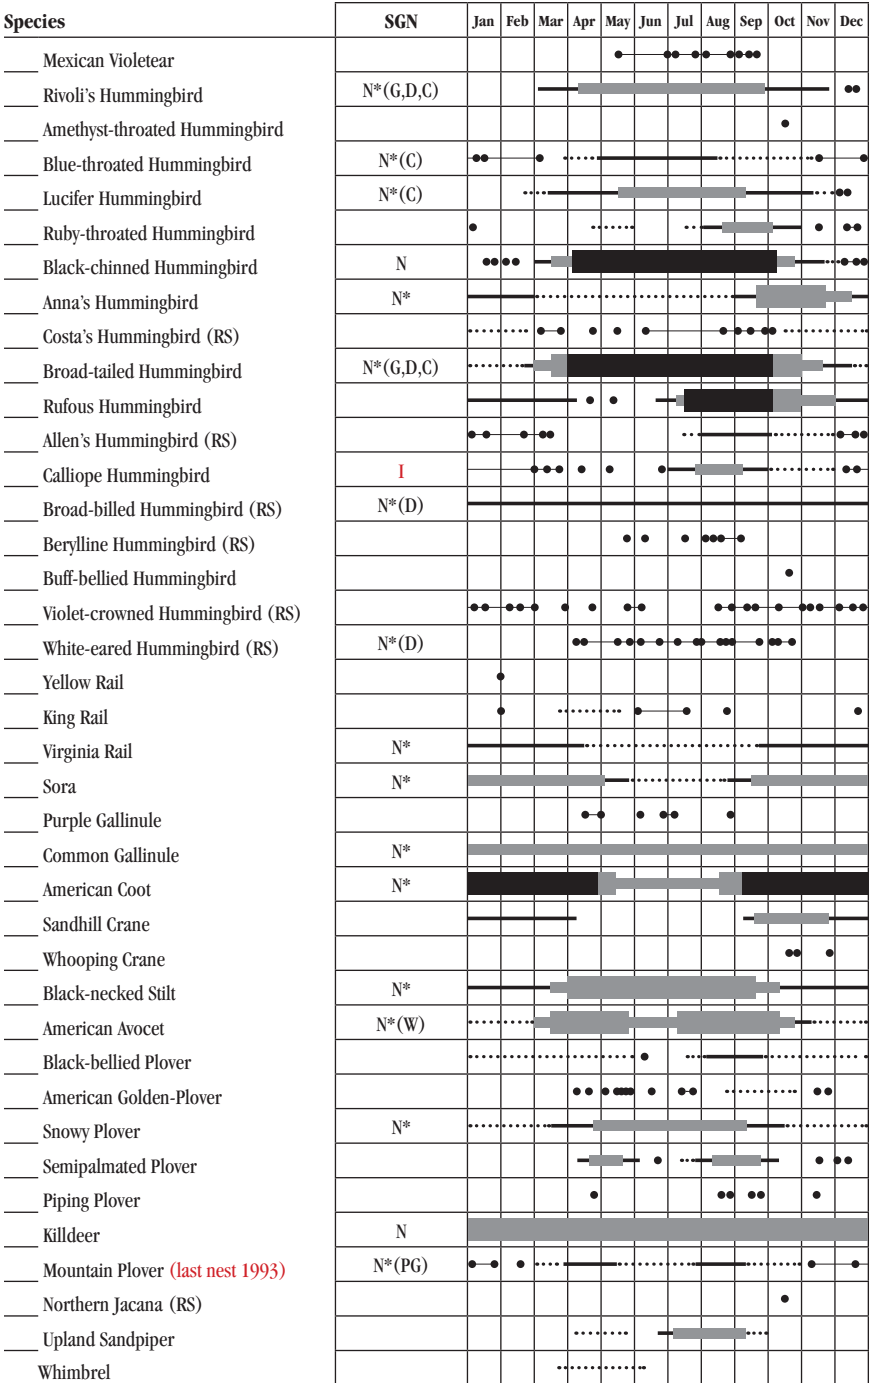 Species SGN Jan Feb Mar Apr May Jun Jul Aug Sep Oct Nov Dec
Mexican Violetear
Rivoli's Hummingbird N*(G,D,C)
Amethyst-throated Hummingbird
Blue-throated Hummingbird N*(C)
Lucifer Hummingbird N*(C)
Ruby-throated Hummingbird
Black-chinned Hummingbird N
Anna's Hummingbird N*
Costa's Hummingbird (RS)
Broad-tailed Hummingbird N*(G,D,C)
Rufous Hummingbird
Allen's Hummingbird (RS)
Calliope Hummingbird I
Broad-billed Hummingbird (RS) N*(D)
Berylline Hummingbird (RS)
Buff-bellied Hummingbird
Violet-crowned Hummingbird (RS)
White-eared Hummingbird (RS) N*(D)
Yellow Rail
King Rail
Virginia Rail N*
Sora N*
Purple Gallinule
Common Gallinule N*
American Coot N*
Sandhill Crane
Whooping Crane
Black-necked Stilt N*
American Avocet N*(W)
Black-bellied Plover
American Golden-Plover
Snowy Plover N*
Semipalmated Plover
Piping Plover
Killdeer N
Mountain Plover (last nest 1993) N*(PG)
Northern Jacana (RS)
Upland Sandpiper
Whimbrel